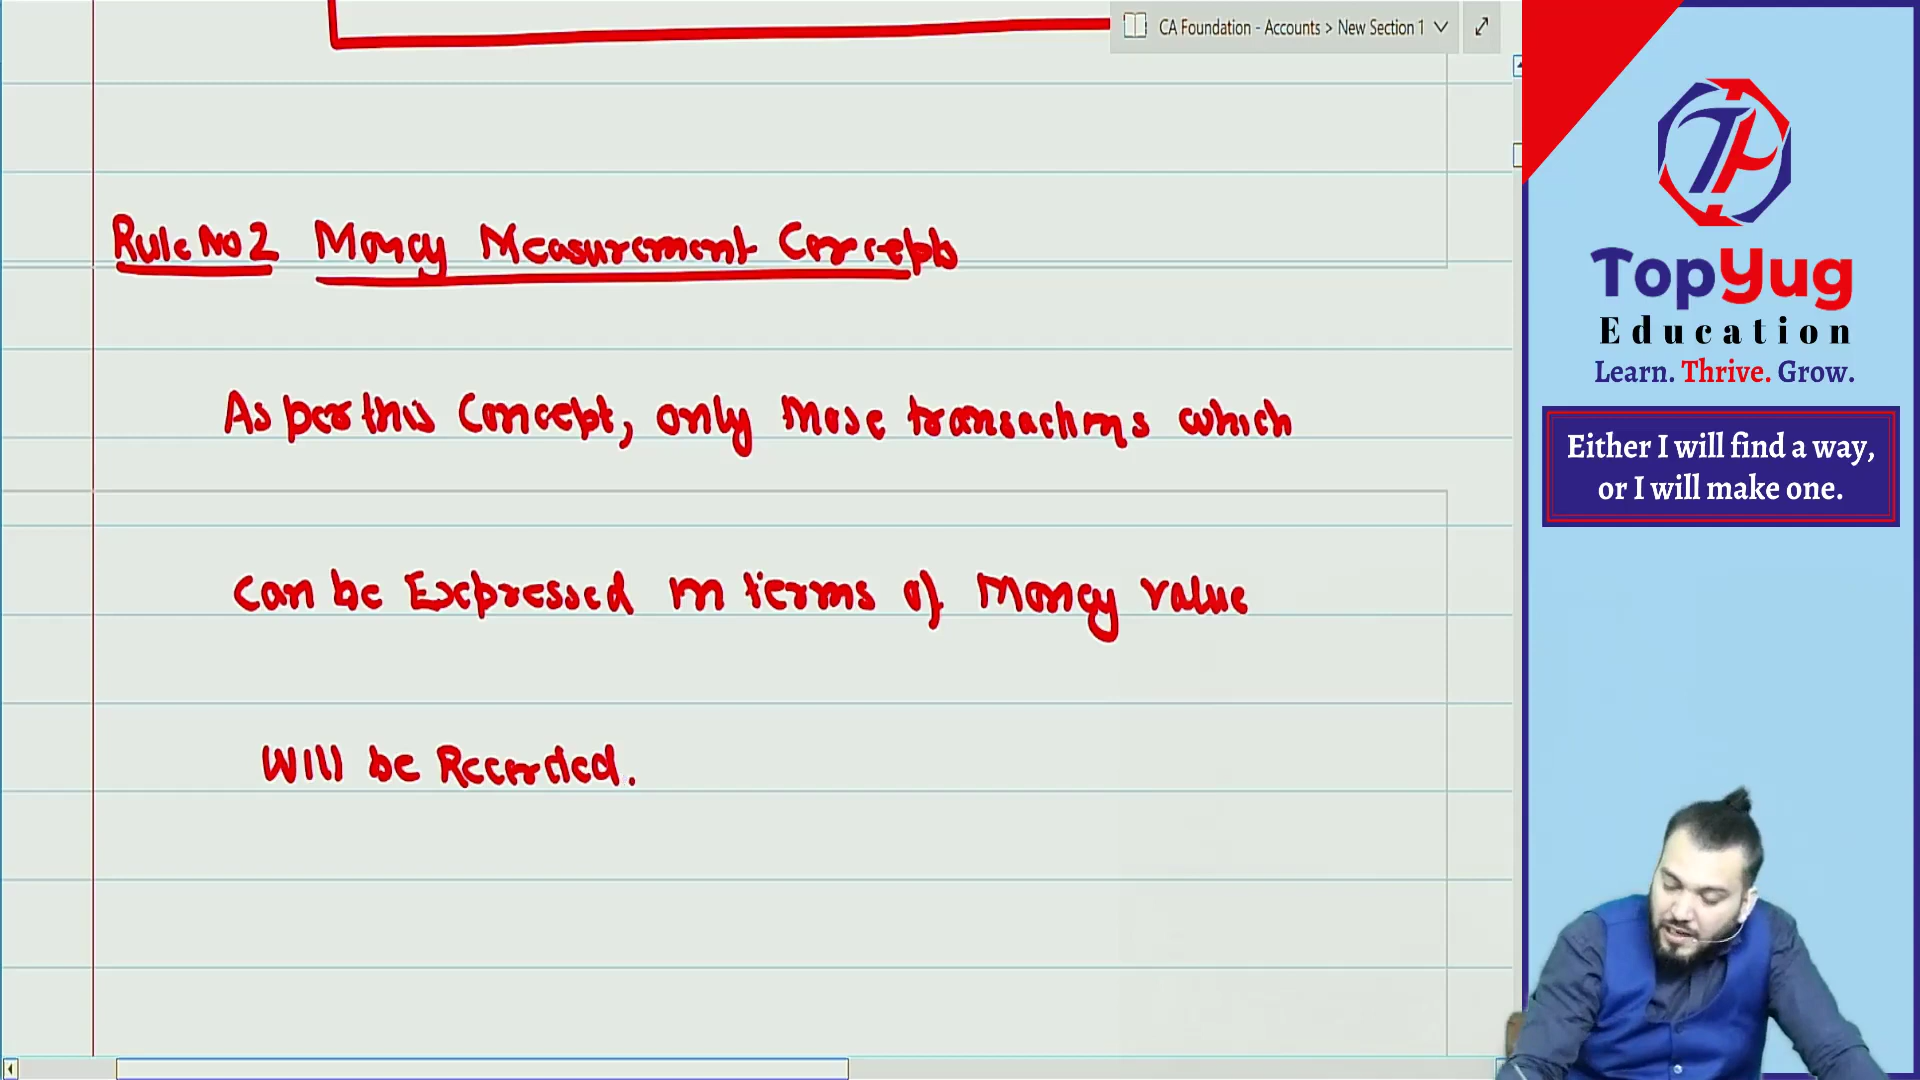 CA Foundation - Accounts > New Section 1
Rule No 2 Money Measurement Concepts
As per this Concept, only those transactions which
can be Expressed in terms of Money value
Will be Recorded.
TopYug
Education
Learn. Thrive. Grow.
Either I will find a way,
or I will make one.